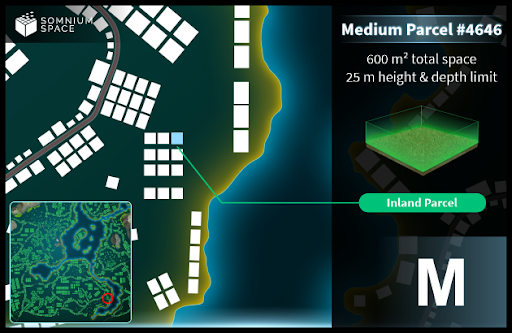 SOMNIUM
SPACE
Medium Parcel #4646
600 m² total space
25 m height & depth limit
Inland Parcel
M